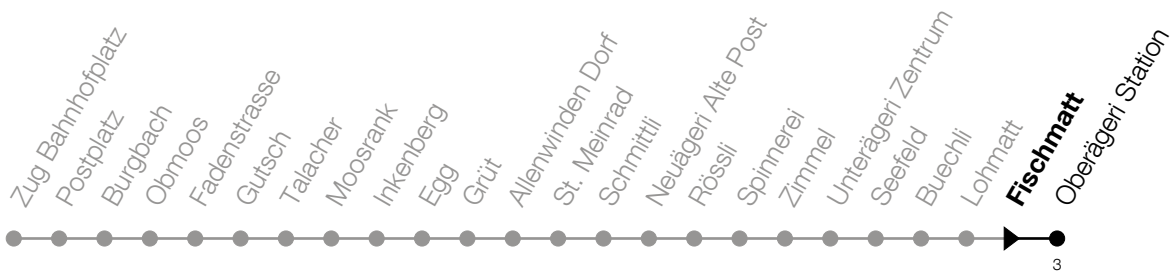 Zug Bahnhofplatz
Postplatz
Burgbach
Obmoos
Fadenstrasse
Gutsch
Talacher
Moosrank
Inkenberg
Egg
Grüt
Allenwinden Dorf
St. Meinrad
Schmittli
Neuägeri Alte Post
Rössli
Spinnerei
Zimmel
Unterägeri Zentrum
Seefeld
Buechli
Lohmatt
Fischmatt
Oberägeri Station
3